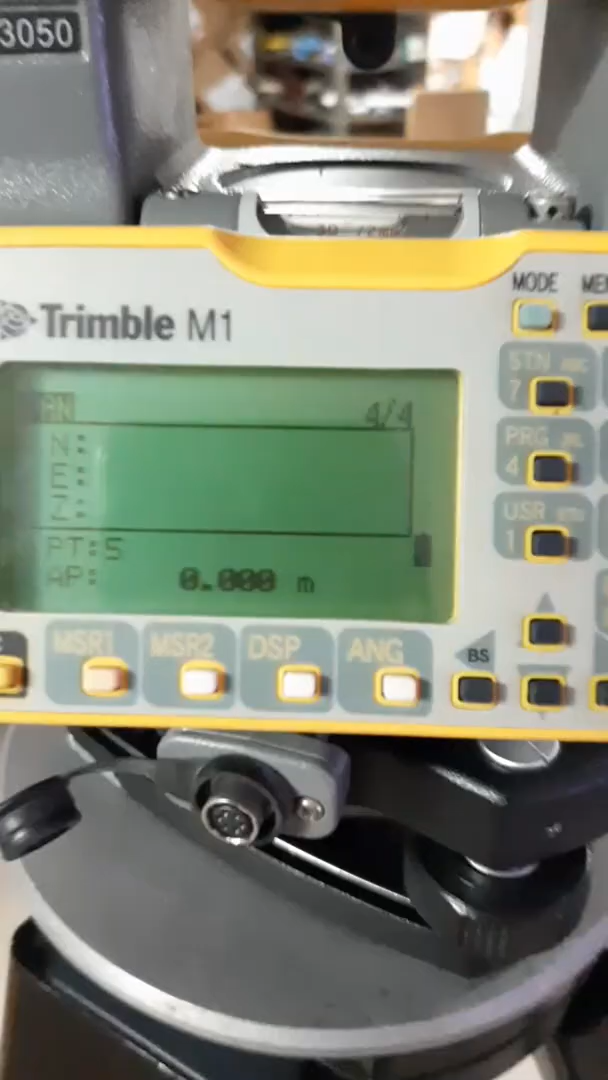 3050
Trimble M1
MODE
STN
7
PRG
4
USR
1
4/4
N:
E:
Z:
PT:5
AP: 0.000 m
MSR1 MSR2 DSP ANG
BS